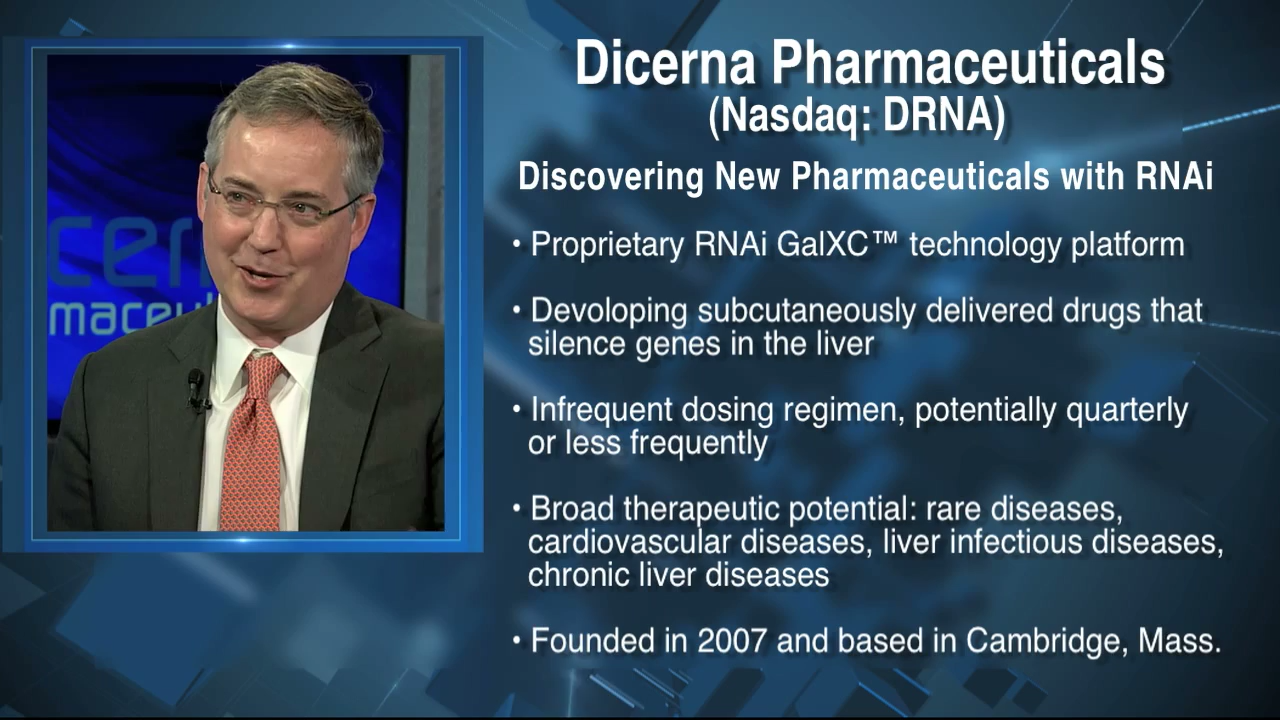 Dicerna Pharmaceuticals
(Nasdaq: DRNA)
Discovering New Pharmaceuticals with RNAi
• Proprietary RNAi GalXC™ technology platform
• Devoloping subcutaneously delivered drugs that
silence genes in the liver
• Infrequent dosing regimen, potentially quarterly
or less frequently
• Broad therapeutic potential: rare diseases,
cardiovascular diseases, liver infectious diseases,
chronic liver diseases
• Founded in 2007 and based in Cambridge, Mass.
cer
maceu